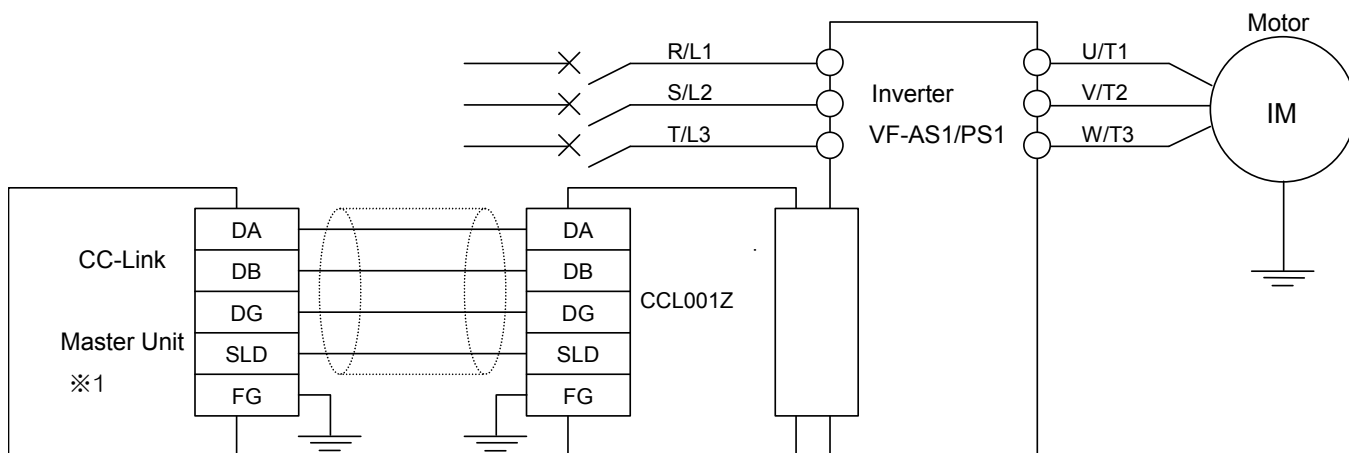 Motor
R/L1
U/T1
S/L2
Inverter
V/T2
IM
T/L3
VF-AS1/PS1
W/T3
CC-Link
Master Unit
※1
DA
DB
DG
SLD
FG
DA
DB
DG
SLD
FG
CCL001Z